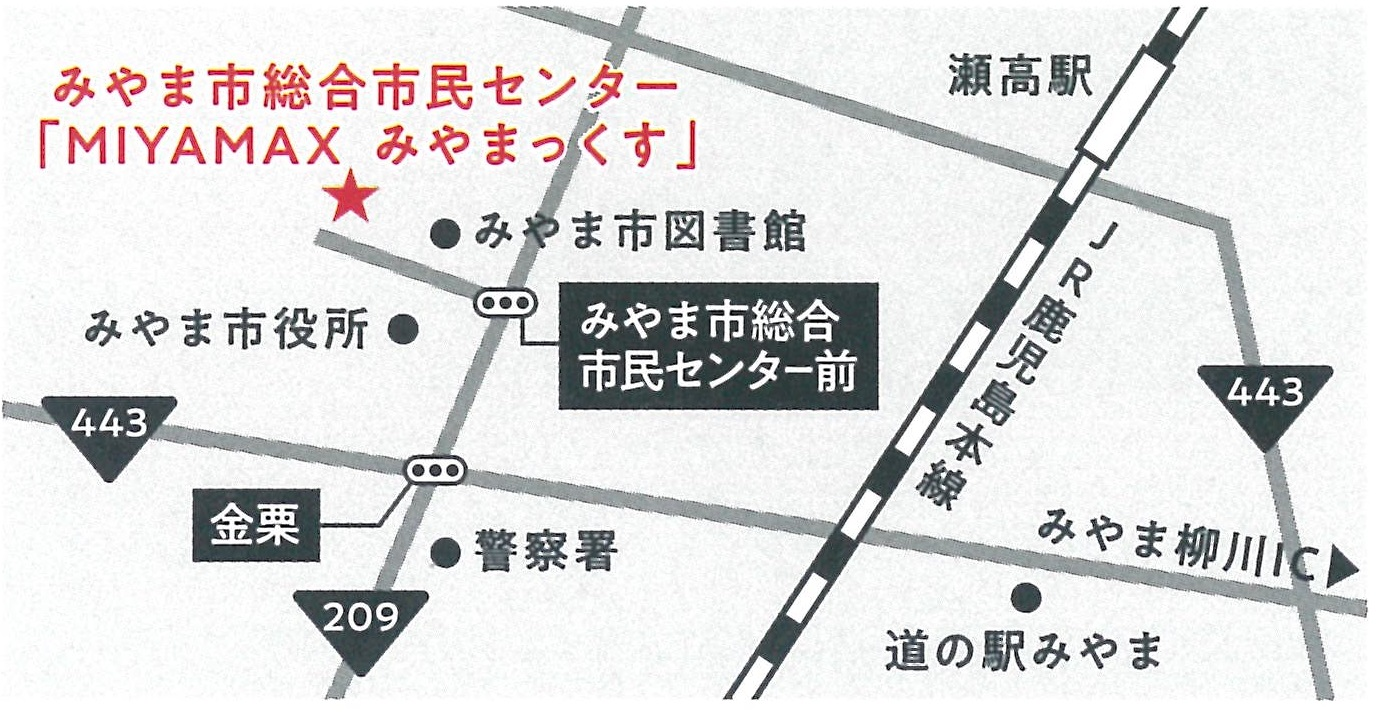 みやま市総合市民センター
「MIYAMAX みやまっくす」
瀬高駅
みやま市図書館
みやま市総合
市民センター前
みやま市役所
JR鹿児島本線
443
443
金栗
警察署
209
みやま柳川IC
道の駅みやま